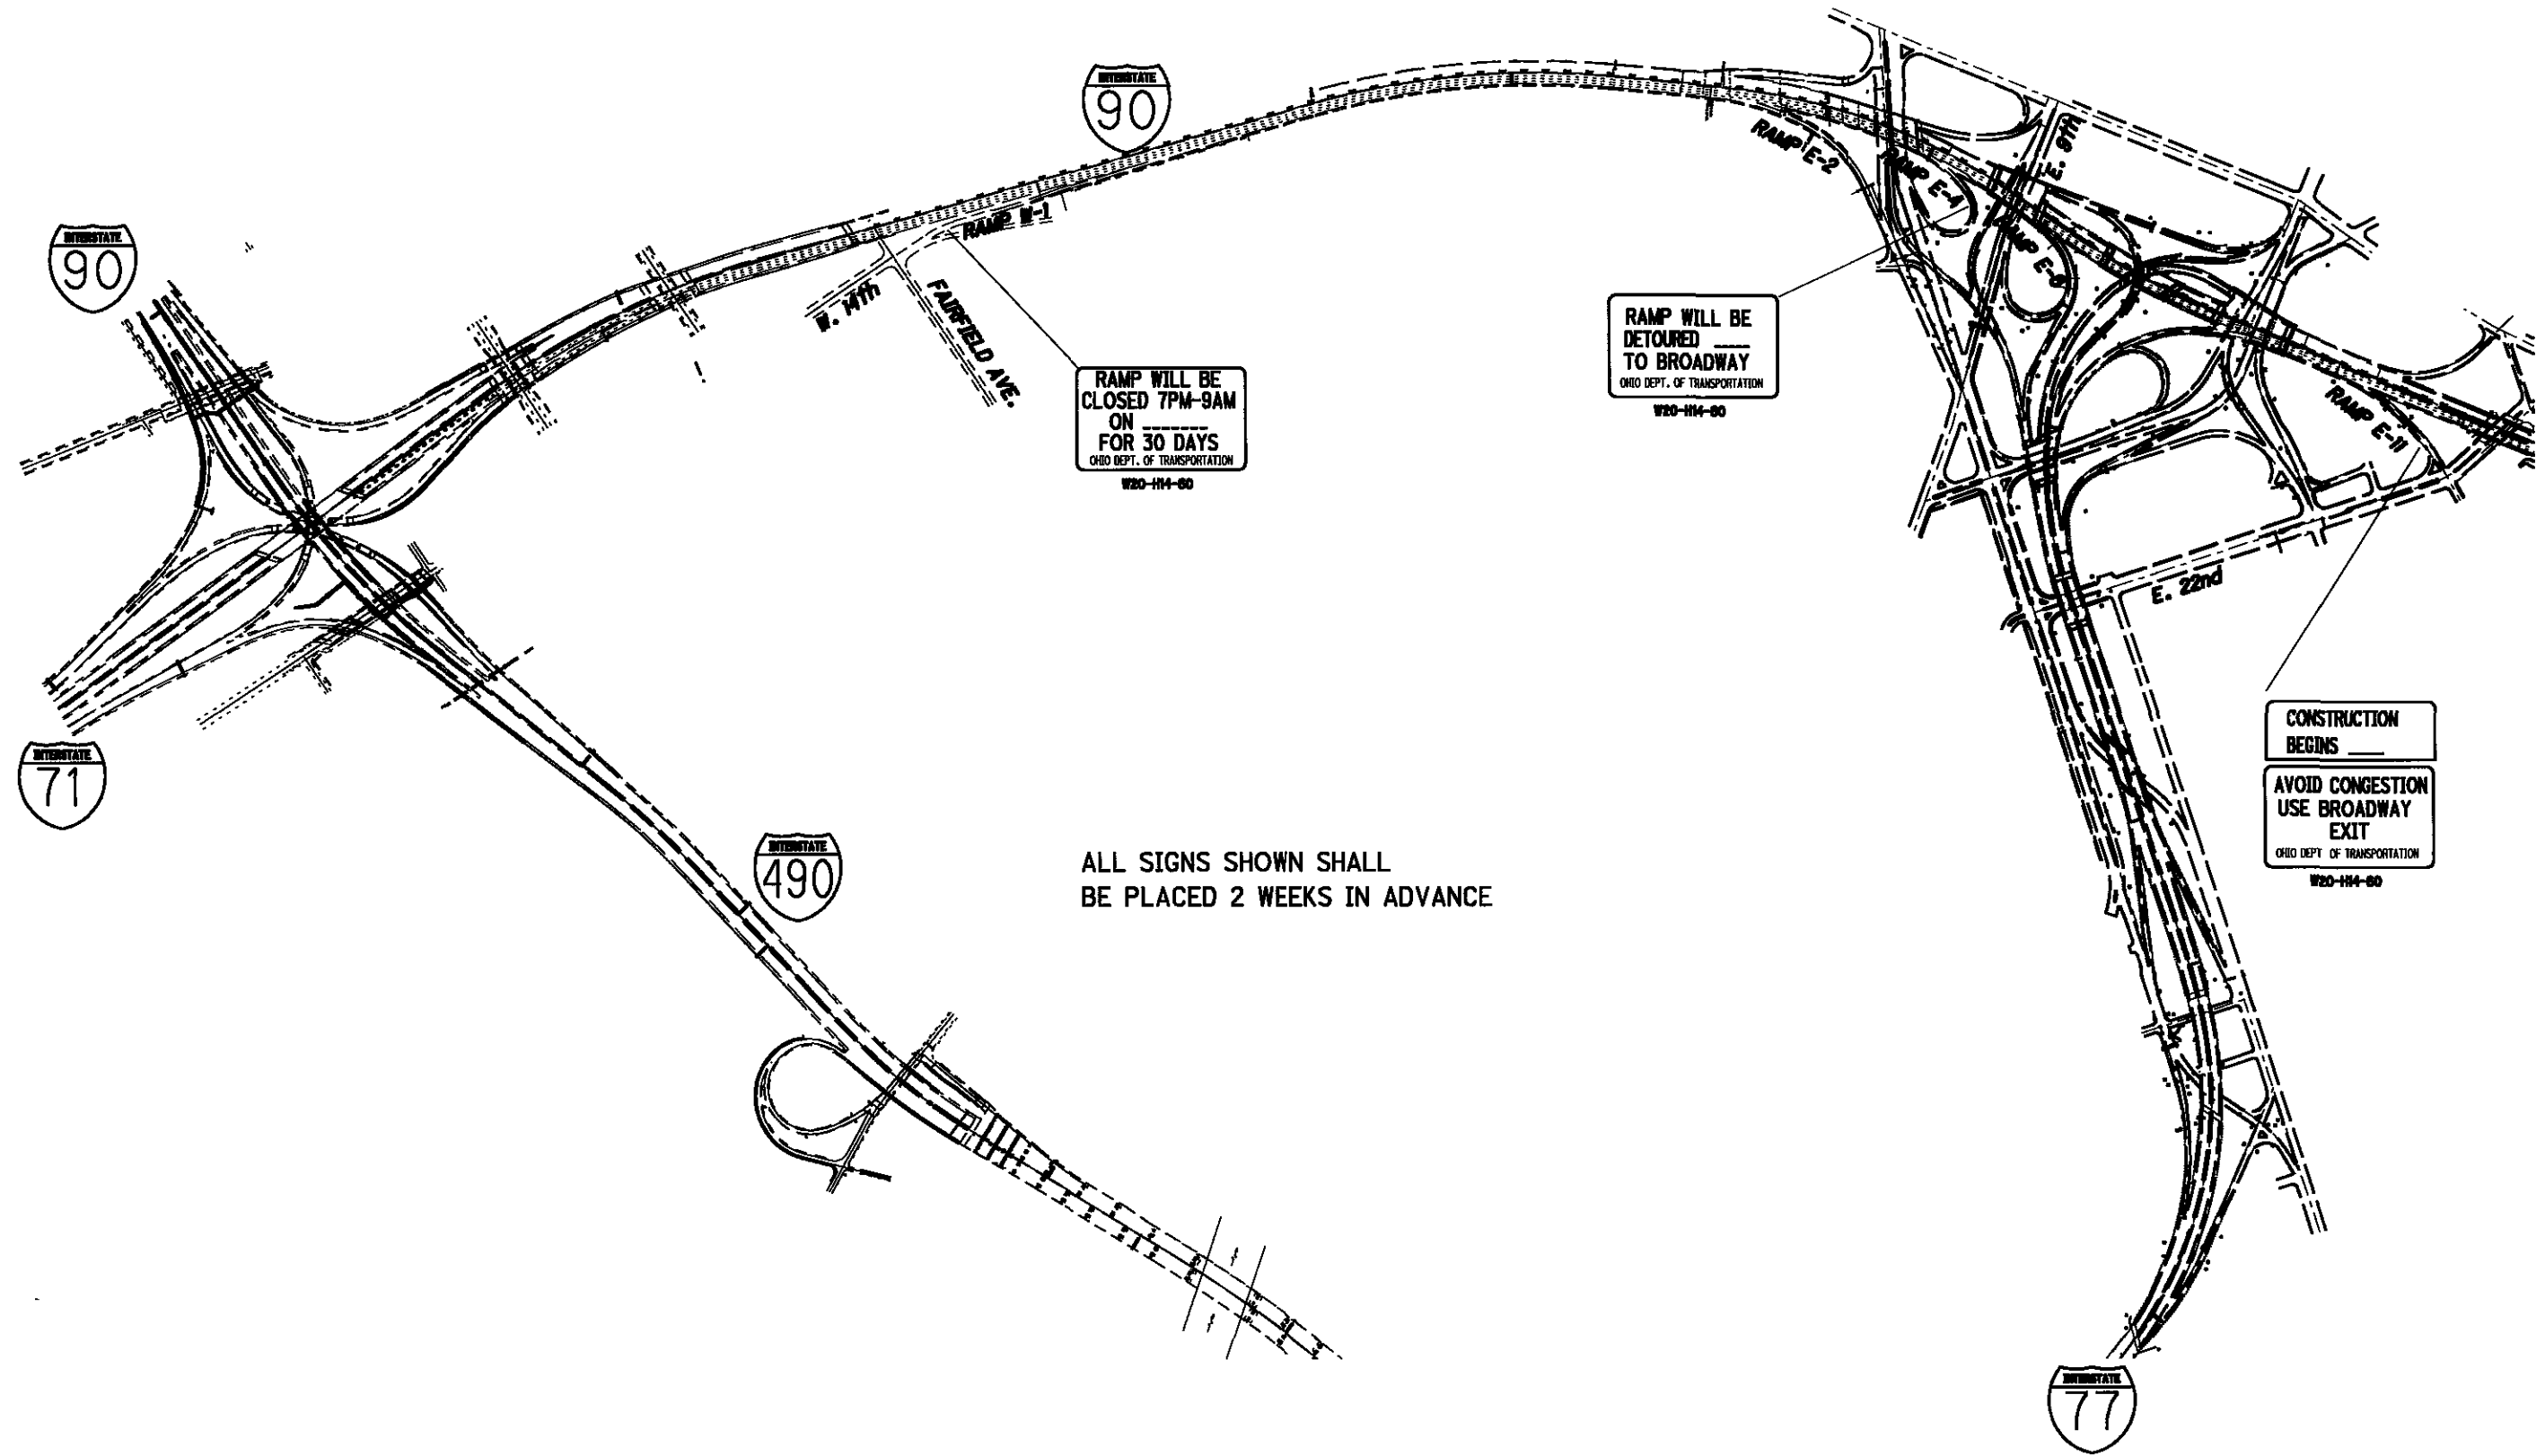 INTERSTATE
90
INTERSTATE
90
RAMP E-2
RAMP E-4
E. 9th
RAMP W-1
W. 14th
FAIRFIELD AVE.
RAMP WILL BE
CLOSED 7PM-9AM
ON _______
FOR 30 DAYS
OHIO DEPT. OF TRANSPORTATION
W20-H14-60
RAMP WILL BE
DETOURED _____
TO BROADWAY
OHIO DEPT. OF TRANSPORTATION
W20-H14-60
RAMP E-11
E. 22nd
INTERSTATE
71
CONSTRUCTION
BEGINS ____
AVOID CONGESTION
USE BROADWAY
EXIT
OHIO DEPT OF TRANSPORTATION
W20-H14-60
INTERSTATE
490
ALL SIGNS SHOWN SHALL
BE PLACED 2 WEEKS IN ADVANCE
INTERSTATE
77